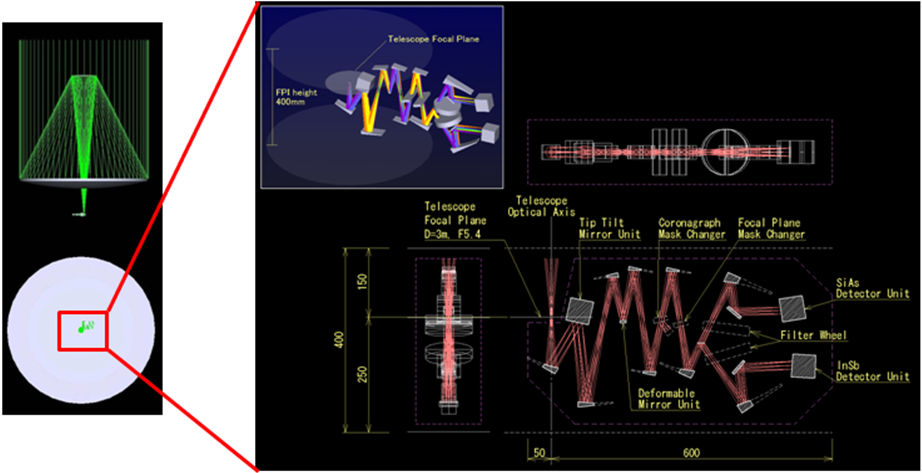 Telescope Focal Plane
FPI height
400mm
Telescope
Focal Plane
D=3m, F5.4
Telescope
Optical Axis
Tip Tilt
Mirror Unit
Coronagraph
Mask Changer
Focal Plane
Mask Changer
SiAs
Detector Unit
Filter Wheel
InSb
Detector Unit
Deformable
Mirror Unit
400
150
250
50
600